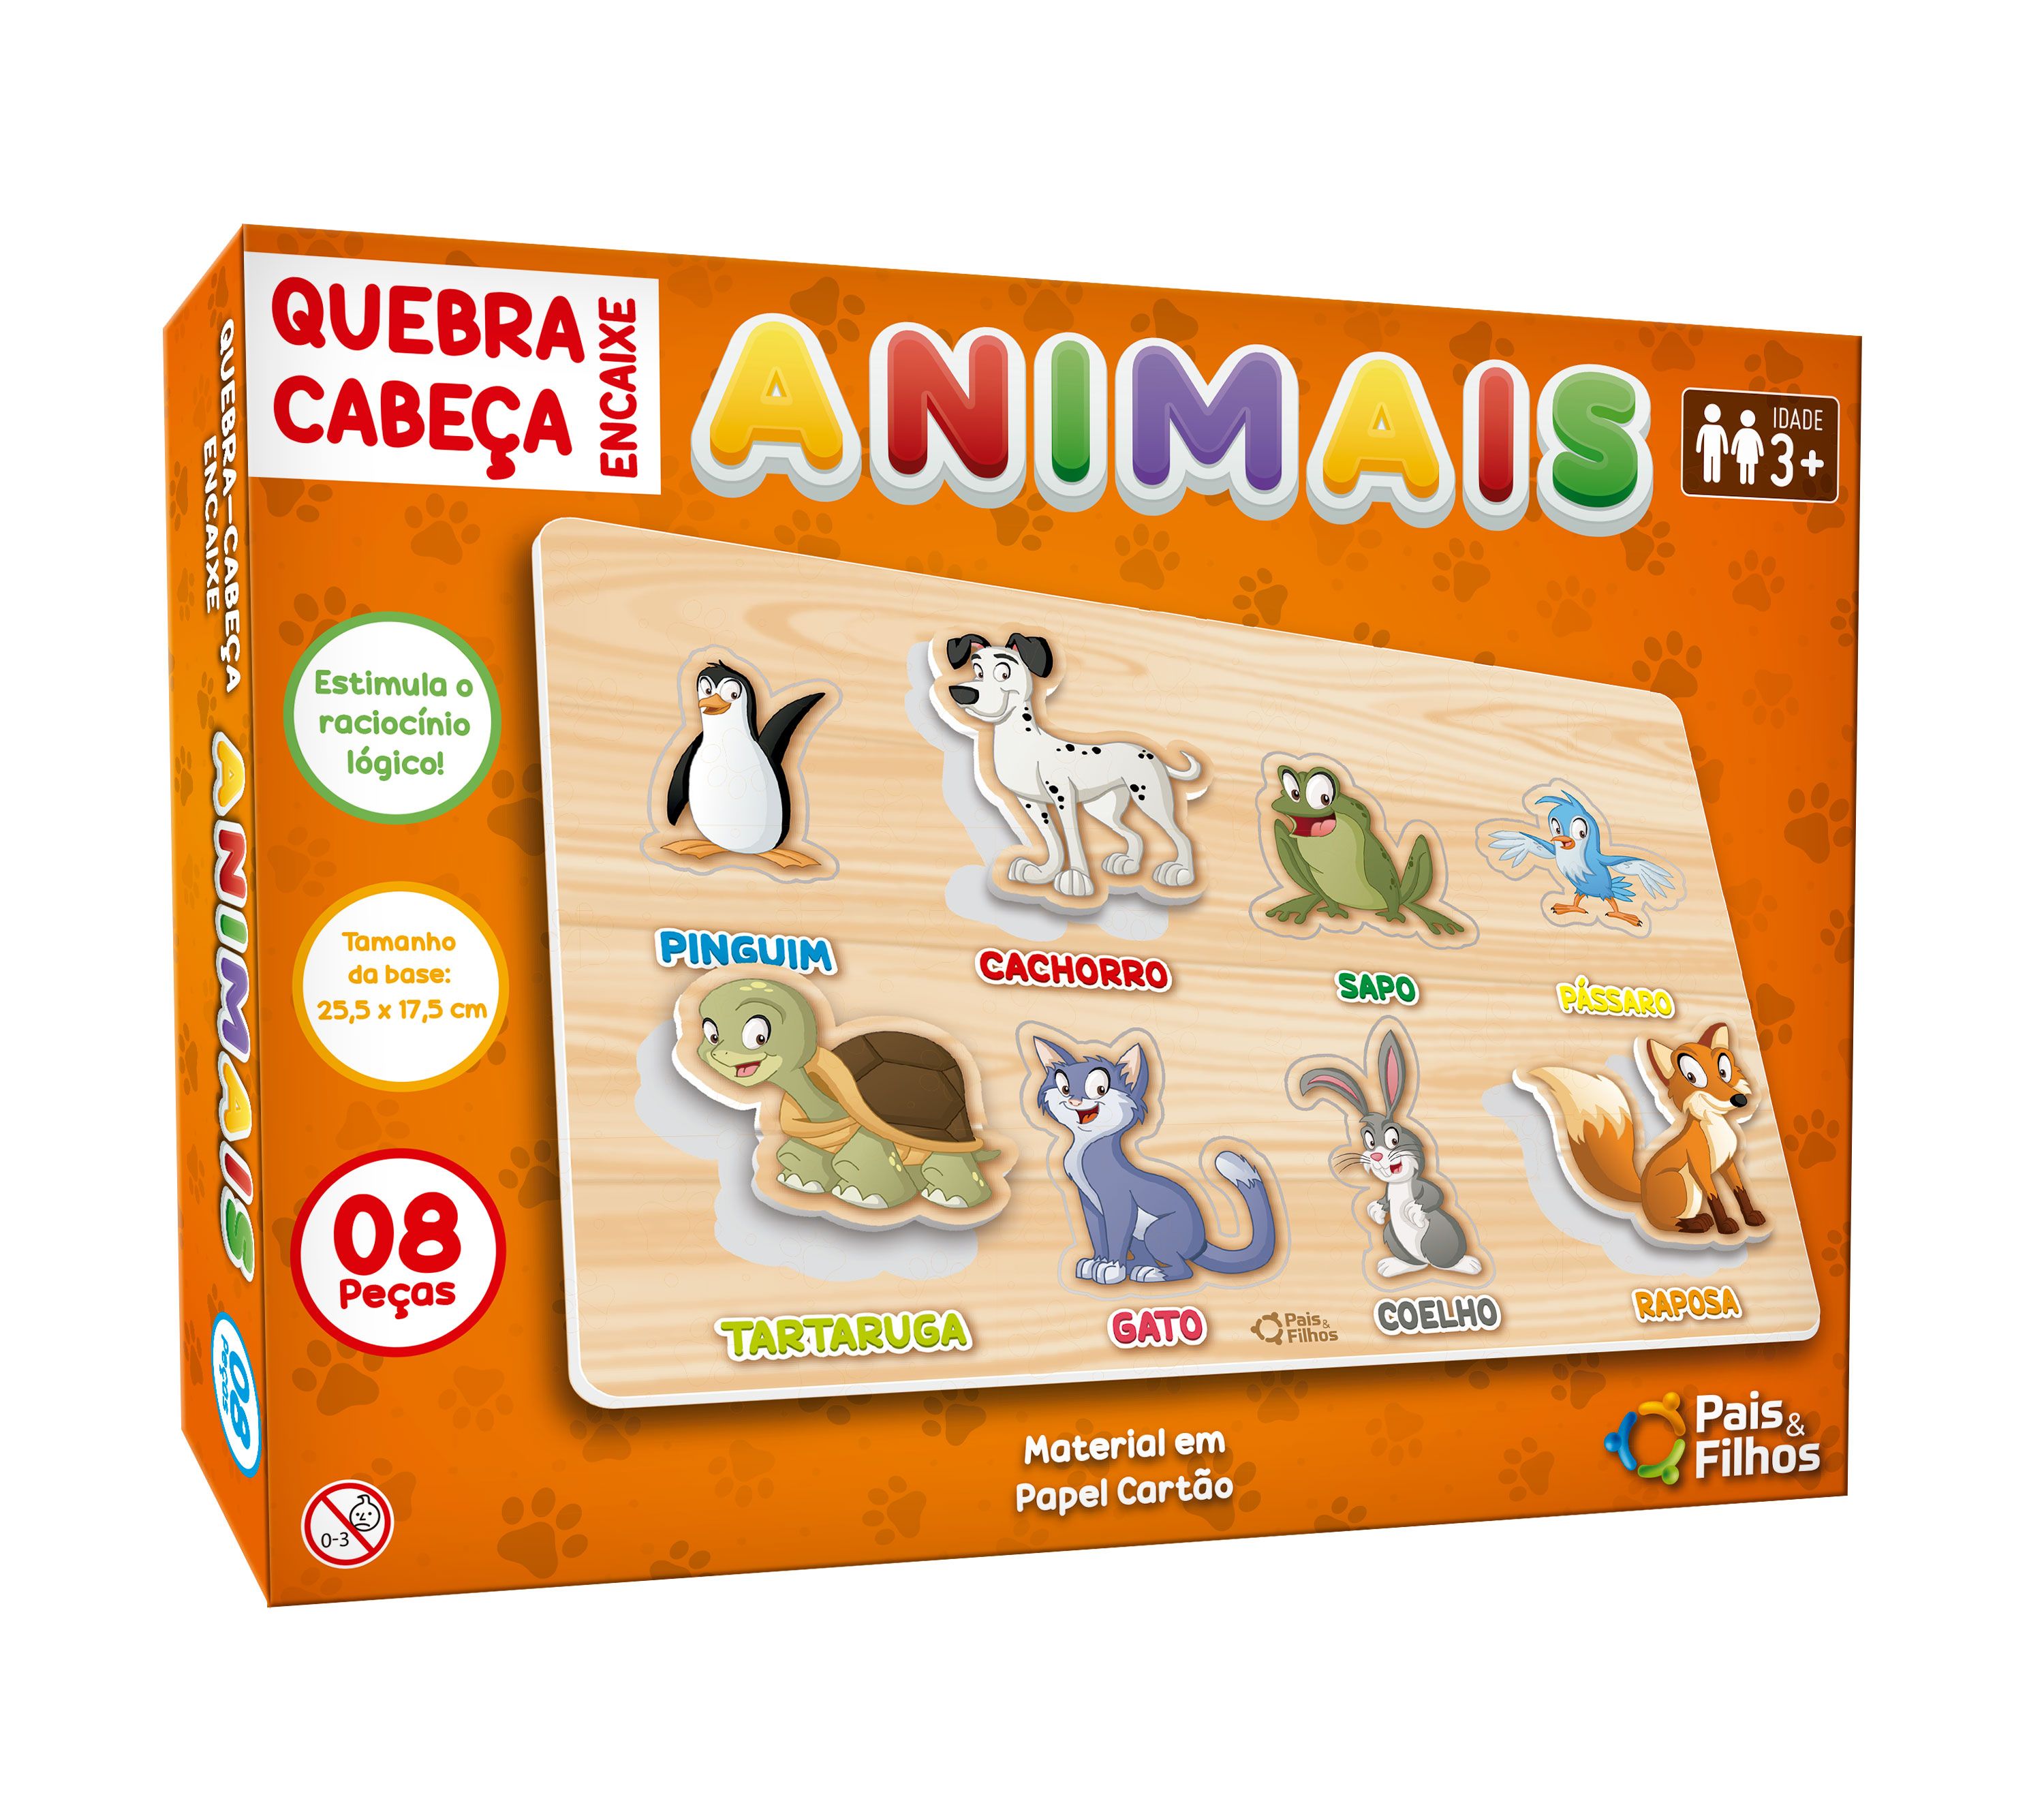 QUEBRA
CABEÇA
ENCAIXE
ANIMAIS
IDADE
3+
QUEBRA-CABEÇA
ENCAIXE
ANIMAIS
08
Peças
Estimula o
raciocínio
lógico!
Tamanho
da base:
25,5 x 17,5 cm
08
Peças
PINGUIM
CACHORRO
SAPO
PÁSSARO
TARTARUGA
GATO
Pais &
Filhos
COELHO
RAPOSA
Material em
Papel Cartão
Pais &
Filhos
0-3